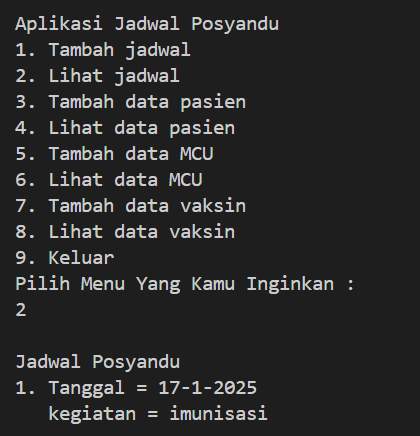 Aplikasi Jadwal Posyandu
1. Tambah jadwal
2. Lihat jadwal
3. Tambah data pasien
4. Lihat data pasien
5. Tambah data MCU
6. Lihat data MCU
7. Tambah data vaksin
8. Lihat data vaksin
9. Keluar
Pilih Menu Yang Kamu Inginkan :
2

Jadwal Posyandu
1. Tanggal = 17-1-2025
   kegiatan = imunisasi